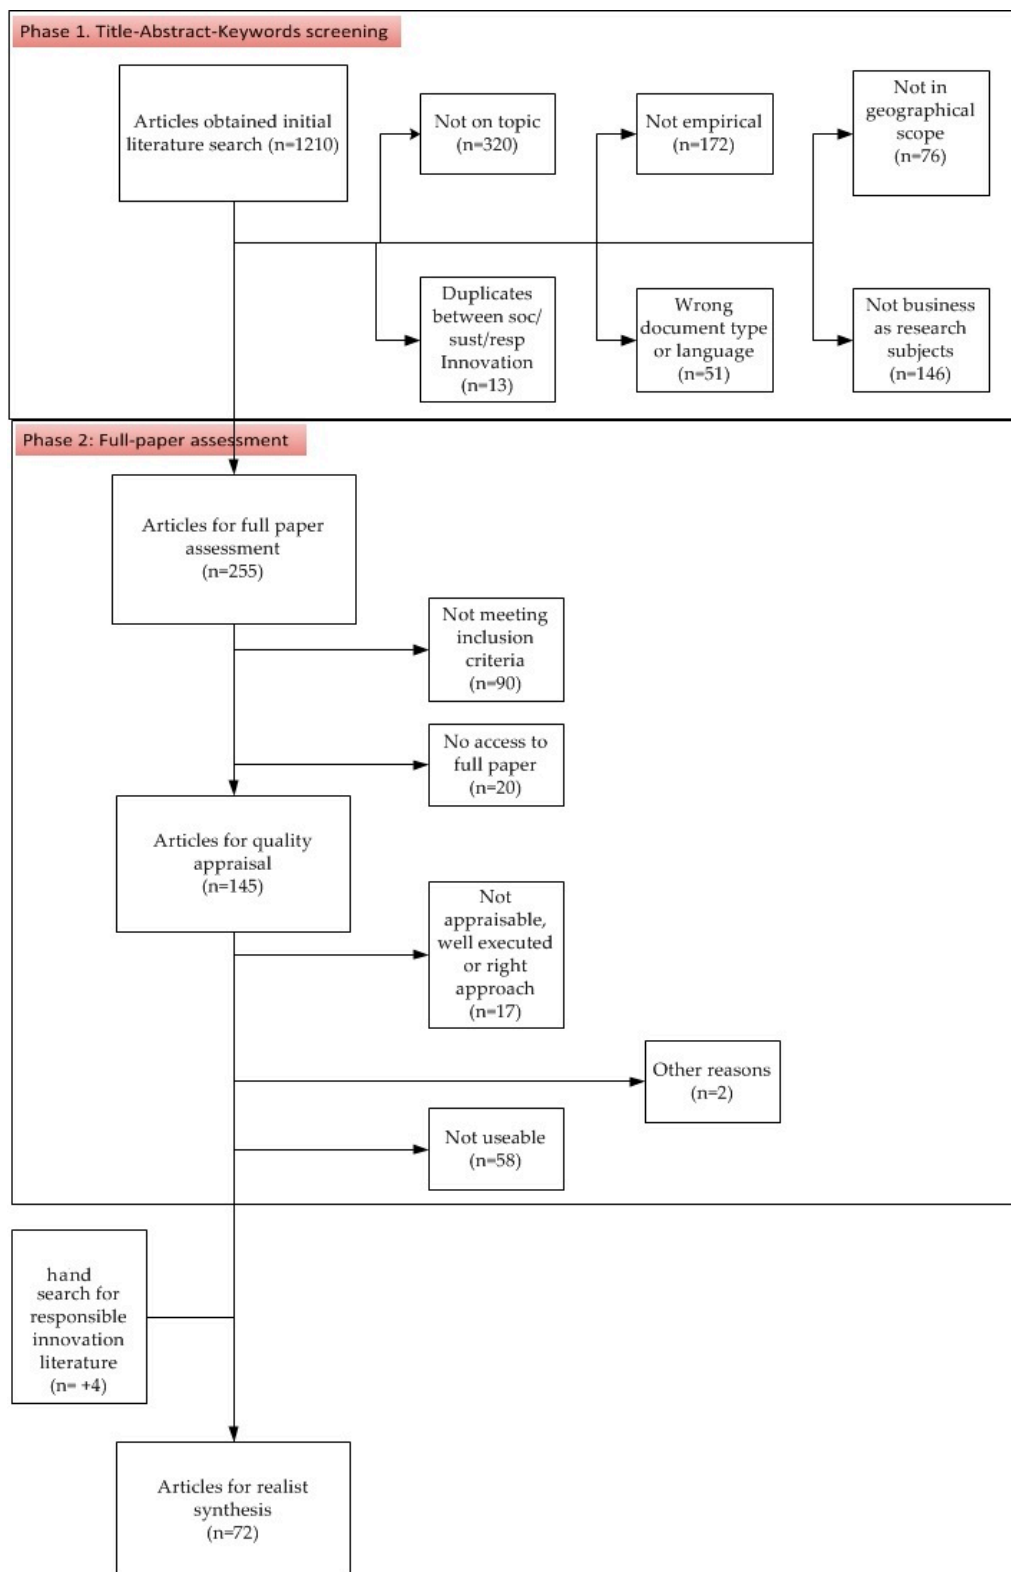 Phase 1. Title-Abstract-Keywords screening
Articles obtained initial
literature search (n=1210)
Not on topic
(n=320)
Not empirical
(n=172)
Not in
geographical
scope
(n=76)
Duplicates
between soc/
sust/resp
Innovation
(n=13)
Wrong
document type
or language
(n=51)
Not business
as research
subjects
(n=146)
Phase 2: Full-paper assessment
Articles for full paper
assessment
(n=255)
Not meeting
inclusion
criteria
(n=90)
No access to
full paper
(n=20)
Articles for quality
appraisal
(n=145)
Not
appraisable,
well executed
or right
approach
(n=17)
Other reasons
(n=2)
Not useable
(n=58)
hand
search for
responsible
innovation
literature
(n= +4)
Articles for realist
synthesis
(n=72)